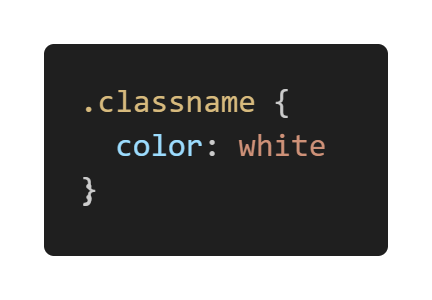 .classname {
  color: white
}